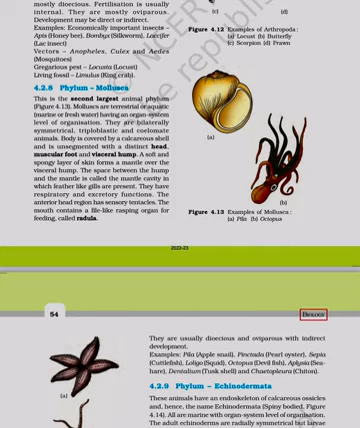 mostly dioecious. Fertilisation is usually
internal. They are mostly oviparous.
Development may be direct or indirect.
Examples: Economically important insects –
Apis (Honey bee), Bombyx (Silkworm), Laccifer
(Lac insect)
Vectors – Anopheles, Culex and Aedes
(Mosquitoes)
Gregarious pest – Locusta (Locust)
Living fossil – Limulus (King crab).
4.2.8 Phylum – Mollusca
This is the second largest animal phylum
(Figure 4.13). Molluscs are terrestrial or aquatic
(marine or fresh water) having an organ-system
level of organisation. They are bilaterally
symmetrical, triploblastic and coelomate
animals. Body is covered by a calcareous shell
and is unsegmented with a distinct head,
muscular foot and visceral hump. A soft and
spongy layer of skin forms a mantle over the
visceral hump. The space between the hump
and the mantle is called the mantle cavity in
which feather like gills are present. They have
respiratory and excretory functions. The
anterior head region has sensory tentacles. The
mouth contains a file-like rasping organ for
feeding, called radula.
(c) (d)
Figure 4.12 Examples of Arthropoda :
(a) Locust (b) Butterfly
(c) Scorpion (d) Prawn
(a)
(b)
Figure 4.13 Examples of Mollusca :
(a) Pila (b) Octopus
2022-23
54
BIOLOGY
They are usually dioecious and oviparous with indirect
development.
Examples: Pila (Apple snail), Pinctada (Pearl oyster), Sepia
(Cuttlefish), Loligo (Squid), Octopus (Devil fish), Aplysia (Sea-
hare), Dentalium (Tusk shell) and Chaetopleura (Chiton).
4.2.9 Phylum – Echinodermata
These animals have an endoskeleton of calcareous ossicles
and, hence, the name Echinodermata (Spiny bodied, Figure
4.14). All are marine with organ-system level of organisation.
The adult echinoderms are radially symmetrical but larvae
(a)